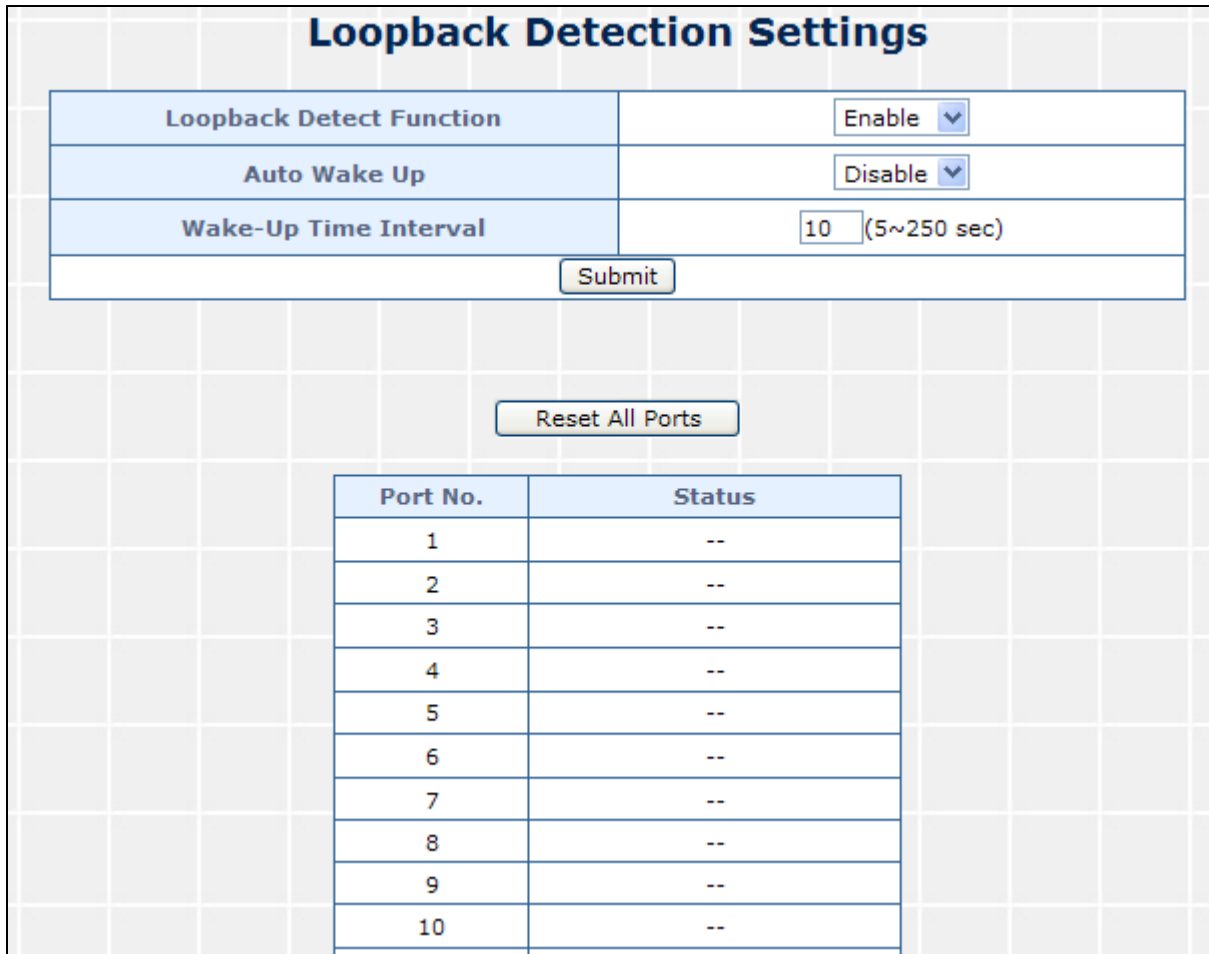 Loopback Detection Settings
Loopback Detect Function Enable
Auto Wake Up Disable
Wake-Up Time Interval 10 (5~250 sec)
Submit
Reset All Ports
Port No. Status
1 --
2 --
3 --
4 --
5 --
6 --
7 --
8 --
9 --
10 --